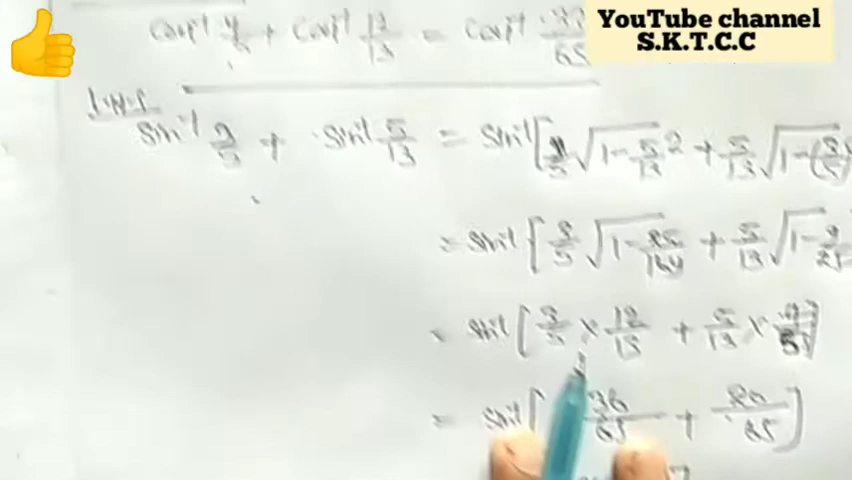 YouTube channel
S.K.T.C.C
cos⁻¹ 4/5 + cos⁻¹ 12/13 = cos⁻¹ 33/65
L.H.S
sin⁻¹ 3/5 + sin⁻¹ 5/13 = sin⁻¹[3/5 √1-5/13² + 5/13 √1-(3/5)
= sin⁻¹[3/5 √1-25/169 + 5/13 √1-9/25
= sin⁻¹[3/5 × 12/13 + 5/13 × 4/5]
= sin⁻¹[36/65 + 20/65]